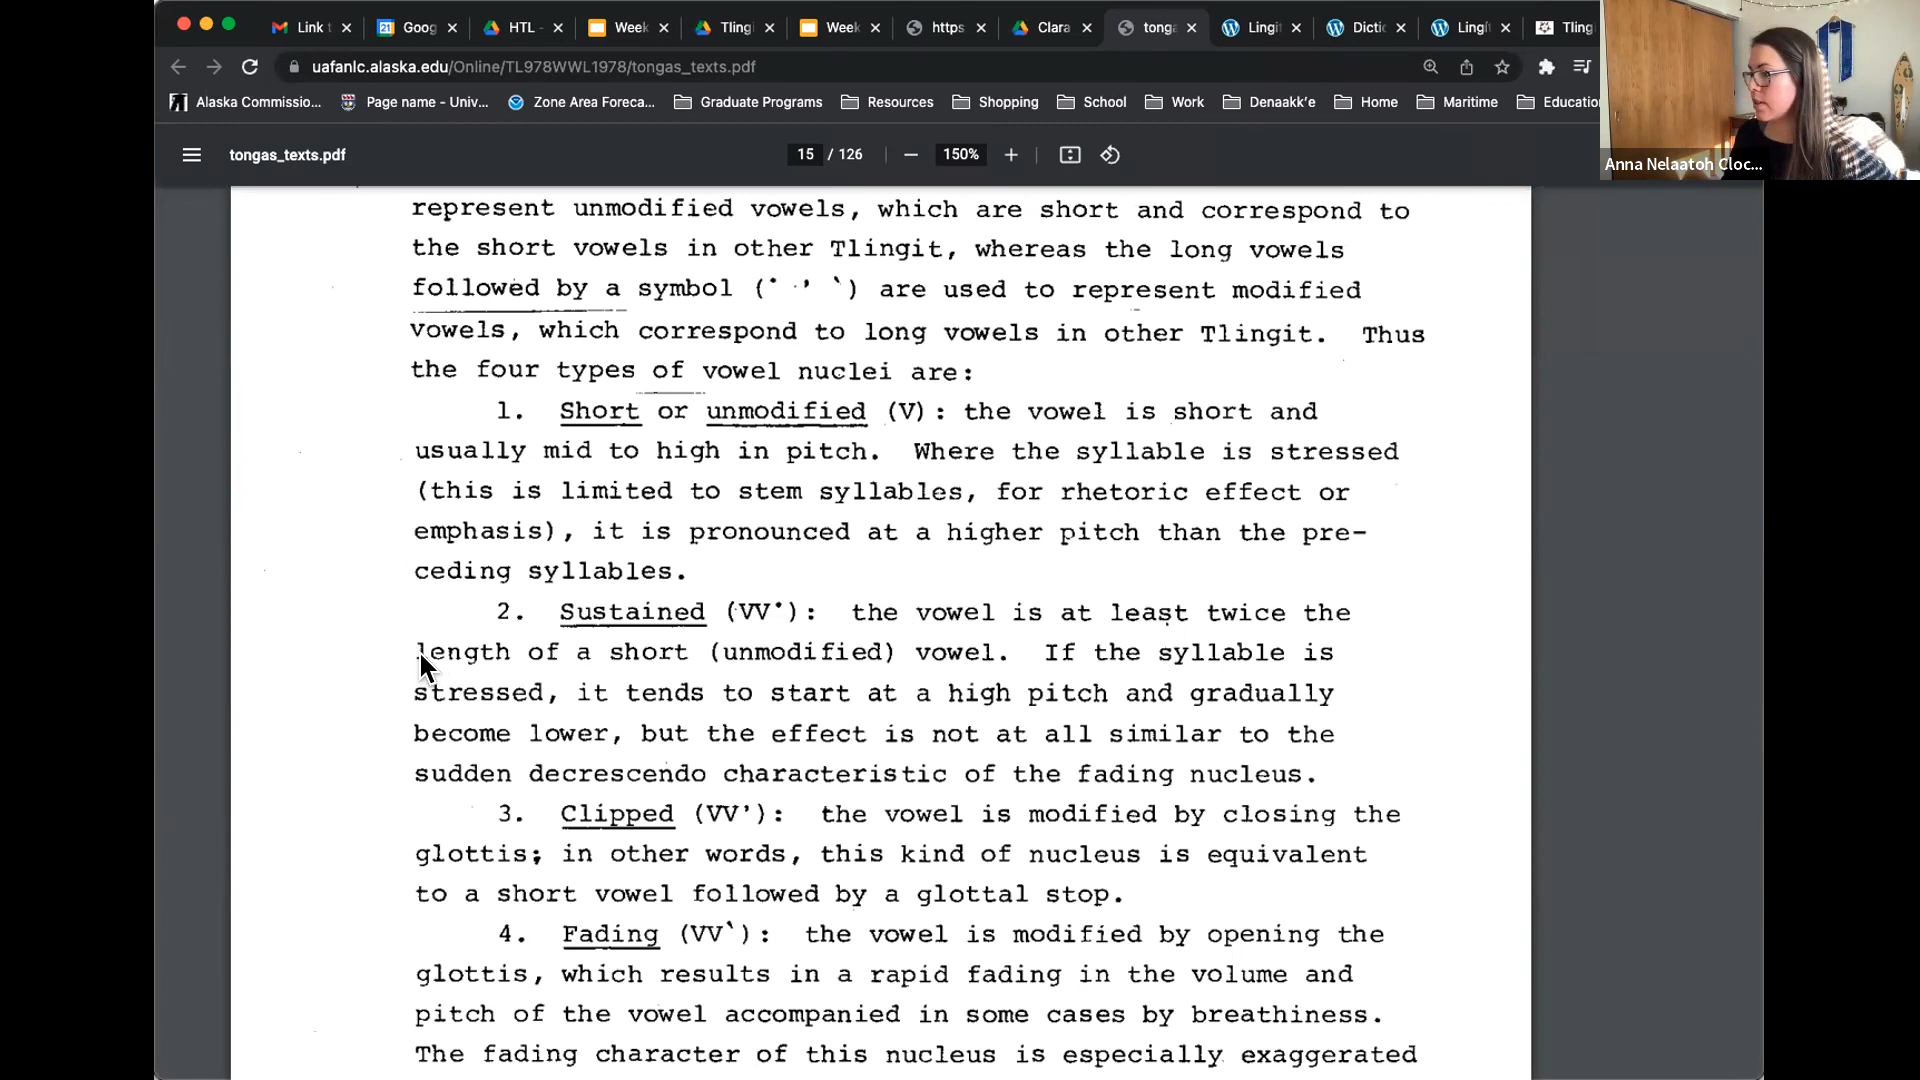 Link t
Goog
HTL -
Week
Tlingi
Week
https
Clara
tonga
Lingít
Dictic
Lingít
Tling
uafanlc.alaska.edu/Online/TL978WWL1978/tongas_texts.pdf
Alaska Commissio...
Page name - Univ...
Zone Area Foreca...
Graduate Programs
Resources
Shopping
School
Work
Denaakk'e
Home
Maritime
Educatio
Anna Nelaatoh Cloc...
tongas_texts.pdf
15 / 126
150%
represent unmodified vowels, which are short and correspond to
the short vowels in other Tlingit, whereas the long vowels
followed by a symbol (· ' `) are used to represent modified
vowels, which correspond to long vowels in other Tlingit. Thus
the four types of vowel nuclei are:
1. Short or unmodified (V): the vowel is short and
usually mid to high in pitch. Where the syllable is stressed
(this is limited to stem syllables, for rhetoric effect or
emphasis), it is pronounced at a higher pitch than the pre-
ceding syllables.
2. Sustained (VV·): the vowel is at least twice the
length of a short (unmodified) vowel. If the syllable is
stressed, it tends to start at a high pitch and gradually
become lower, but the effect is not at all similar to the
sudden decrescendo characteristic of the fading nucleus.
3. Clipped (VV'): the vowel is modified by closing the
glottis; in other words, this kind of nucleus is equivalent
to a short vowel followed by a glottal stop.
4. Fading (VV`): the vowel is modified by opening the
glottis, which results in a rapid fading in the volume and
pitch of the vowel accompanied in some cases by breathiness.
The fading character of this nucleus is especially exaggerated